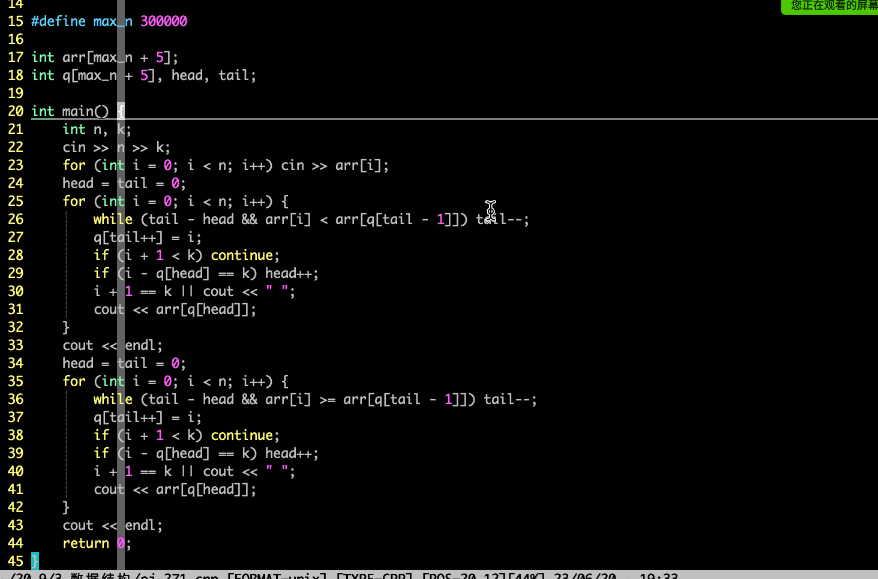 您正在观看的屏幕
14
15 #define max_n 300000
16
17 int arr[max_n + 5];
18 int q[max_n + 5], head, tail;
19
20 int main() {
21     int n, k;
22     cin >> n >> k;
23     for (int i = 0; i < n; i++) cin >> arr[i];
24     head = tail = 0;
25     for (int i = 0; i < n; i++) {
26         while (tail - head && arr[i] < arr[q[tail - 1]]) tail--;
27         q[tail++] = i;
28         if (i + 1 < k) continue;
29         if (i - q[head] == k) head++;
30         i + 1 == k || cout << " ";
31         cout << arr[q[head]];
32     }
33     cout << endl;
34     head = tail = 0;
35     for (int i = 0; i < n; i++) {
36         while (tail - head && arr[i] >= arr[q[tail - 1]]) tail--;
37         q[tail++] = i;
38         if (i + 1 < k) continue;
39         if (i - q[head] == k) head++;
40         i + 1 == k || cout << " ";
41         cout << arr[q[head]];
42     }
43     cout << endl;
44     return 0;
45 }
/20.9/3.数据结构/oj_271.cpp [FORMAT=unix] [TYPE=CPP] [POS=20,12][44%] 23/06/20 - 19:33